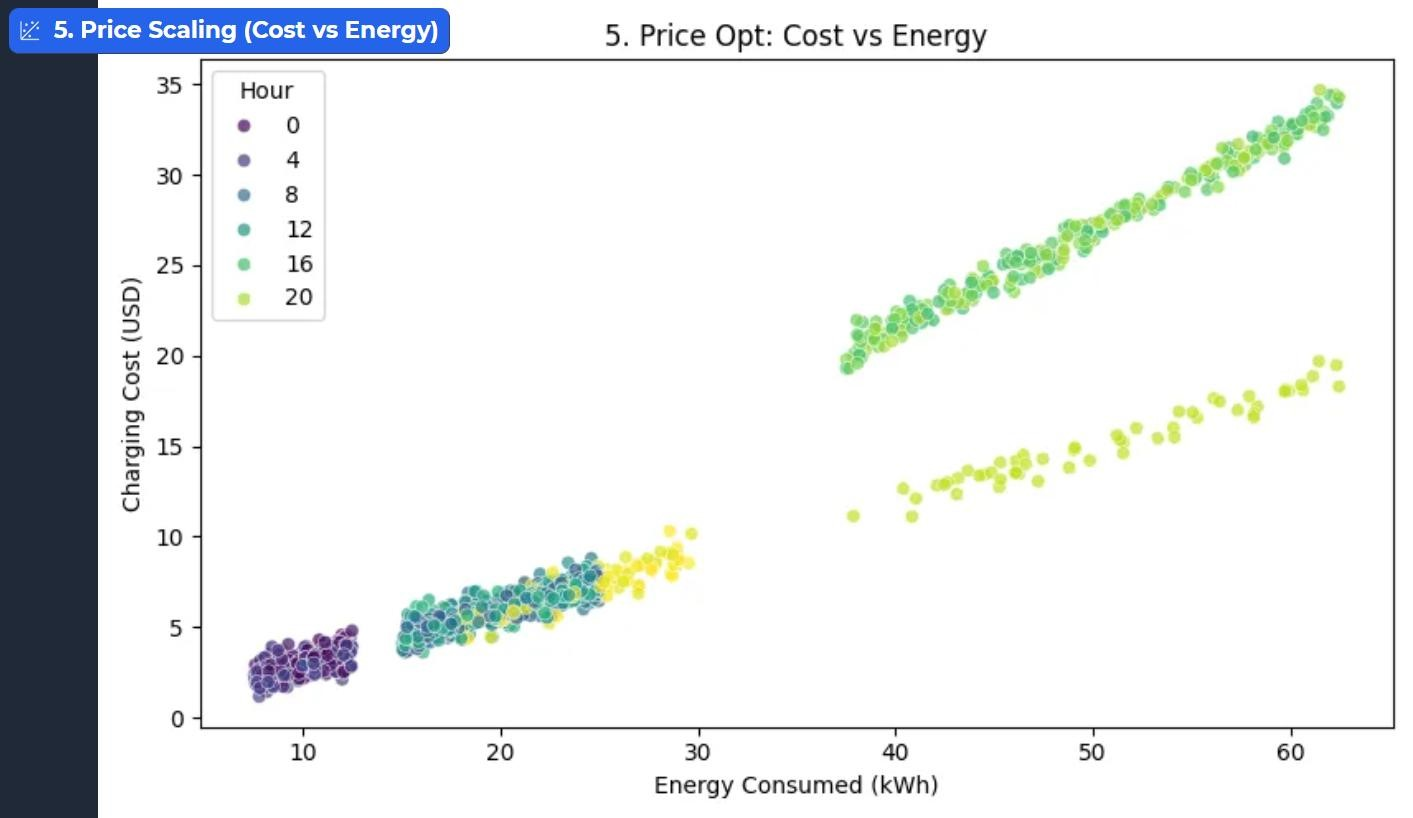 5. Price Scaling (Cost vs Energy)
5. Price Opt: Cost vs Energy
Hour
0
4
8
12
16
20
35
30
25
20
15
10
5
0
Charging Cost (USD)
10 20 30 40 50 60
Energy Consumed (kWh)